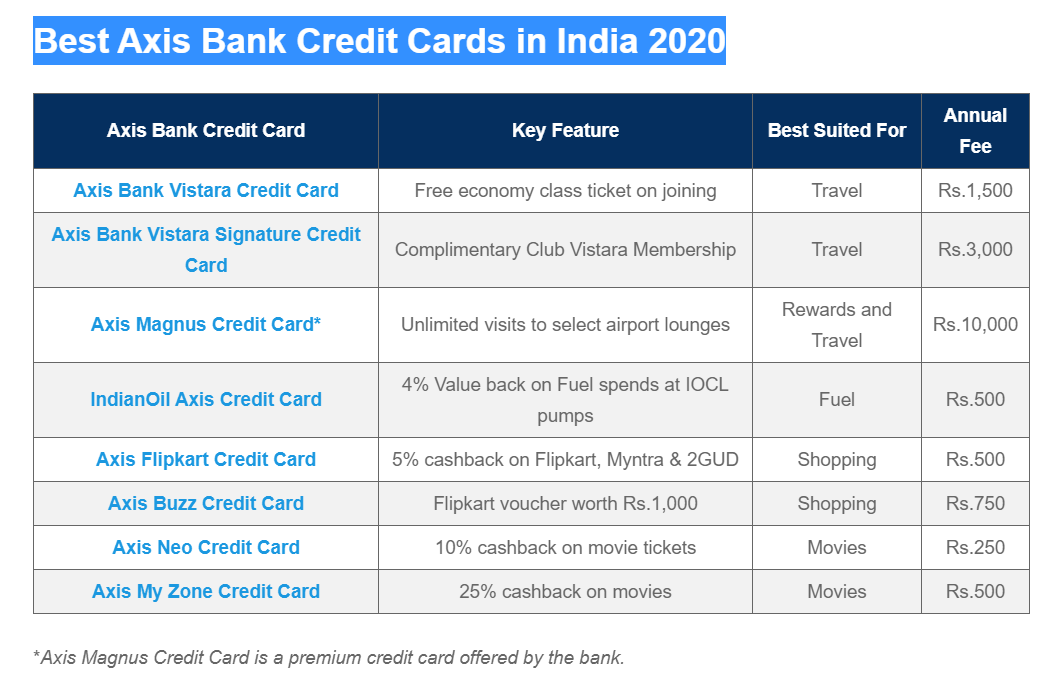 Best Axis Bank Credit Cards in India 2020
Axis Bank Credit Card
Key Feature
Best Suited For
Annual
Fee
Axis Bank Vistara Credit Card
Free economy class ticket on joining
Travel
Rs.1,500
Axis Bank Vistara Signature Credit
Card
Complimentary Club Vistara Membership
Travel
Rs.3,000
Axis Magnus Credit Card*
Unlimited visits to select airport lounges
Rewards and
Travel
Rs.10,000
IndianOil Axis Credit Card
4% Value back on Fuel spends at IOCL
pumps
Fuel
Rs.500
Axis Flipkart Credit Card
5% cashback on Flipkart, Myntra & 2GUD
Shopping
Rs.500
Axis Buzz Credit Card
Flipkart voucher worth Rs.1,000
Shopping
Rs.750
Axis Neo Credit Card
10% cashback on movie tickets
Movies
Rs.250
Axis My Zone Credit Card
25% cashback on movies
Movies
Rs.500
*Axis Magnus Credit Card is a premium credit card offered by the bank.